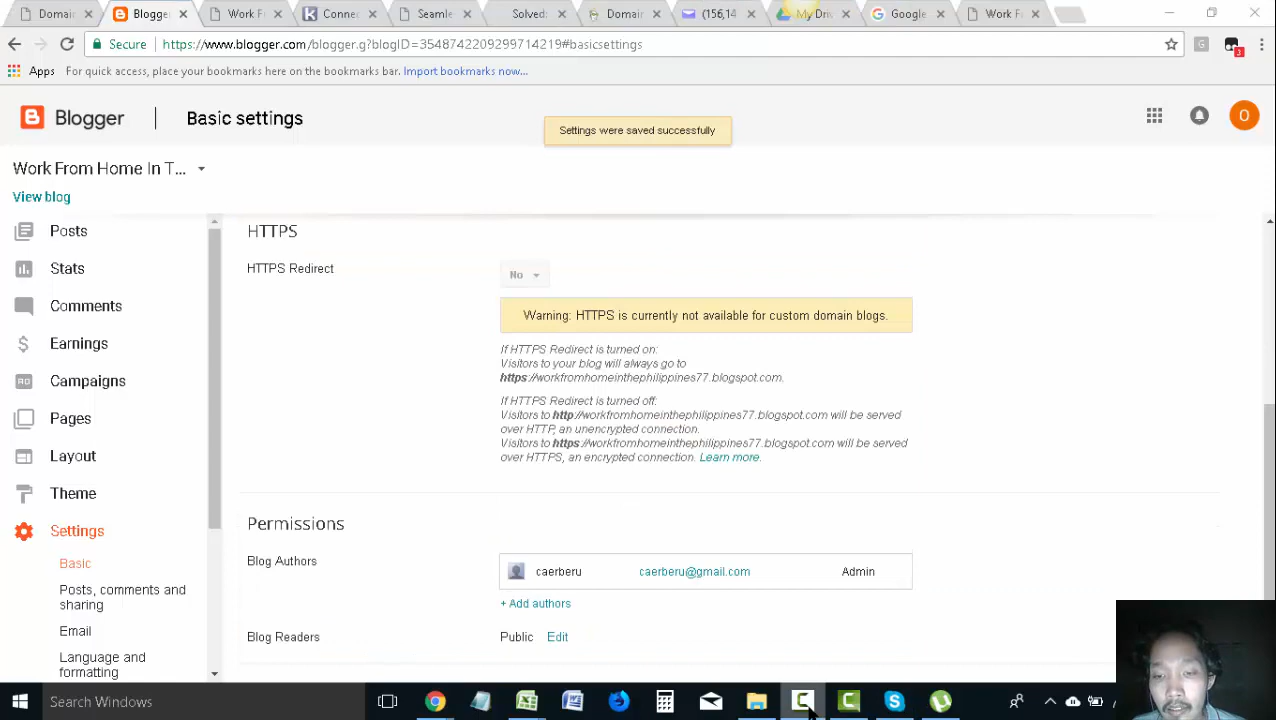 Domain
Blogger
Work F
Connec
Seamle
Solved
Domain
(156,14
My Driv
Google
Work F
Secure
https://www.blogger.com/blogger.g?blogID=3548742209299714219#basicsettings
G
3
Apps
For quick access, place your bookmarks here on the bookmarks bar. Import bookmarks now...
Blogger
Basic settings
Settings were saved successfully
O
Work From Home In T...
View blog
Posts
Stats
Comments
Earnings
Campaigns
Pages
Layout
Theme
Settings
Basic
Posts, comments and
sharing
Email
Language and
formatting
HTTPS
HTTPS Redirect
No
Warning: HTTPS is currently not available for custom domain blogs.
If HTTPS Redirect is turned on:
Visitors to your blog will always go to
https://workfromhomeinthephilippines77.blogspot.com.
If HTTPS Redirect is turned off:
Visitors to http://workfromhomeinthephilippines77.blogspot.com will be served
over HTTP, an unencrypted connection.
Visitors to https://workfromhomeinthephilippines77.blogspot.com will be served
over HTTPS, an encrypted connection. Learn more.
Permissions
Blog Authors
caerberu
caerberu@gmail.com
Admin
+ Add authors
Blog Readers
Public
Edit
Search Windows